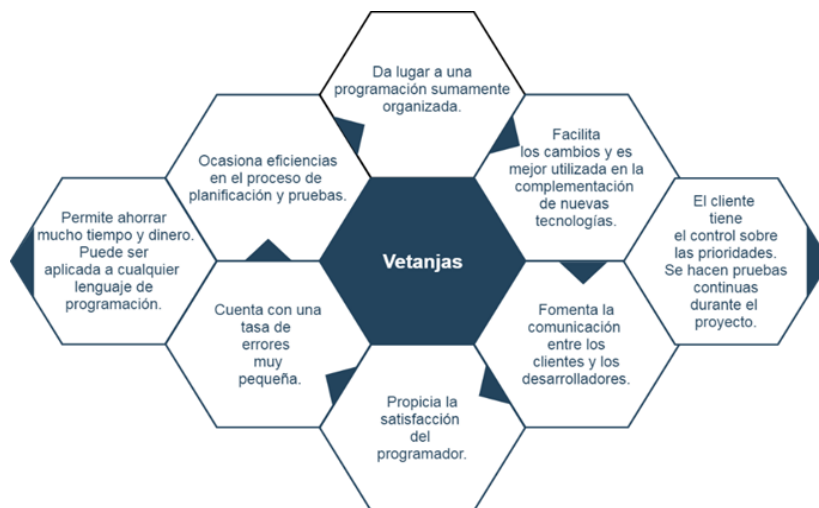 Da lugar a una
programación sumamente
organizada.
Ocasiona eficiencias
en el proceso de
planificación y pruebas.
Facilita
los cambios y es
mejor utilizada en la
complementación
de nuevas
tecnologías.
Permite ahorrar
mucho tiempo y dinero.
Puede ser
aplicada a cualquier
lenguaje de
programación.
Vetanjas
El cliente
tiene
el control sobre
las prioridades.
Se hacen pruebas
continuas
durante el
proyecto.
Cuenta con una
tasa de
errores
muy
pequeña.
Fomenta la
comunicación
entre los
clientes y los
desarrolladores.
Propicia la
satisfacción
del
programador.